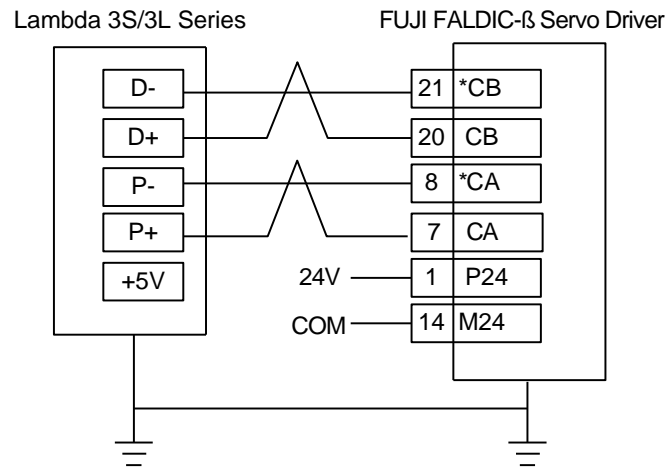 Lambda 3S/3L Series
FUJI FALDIC-ß Servo Driver
D- 21 *CB
D+ 20 CB
P- 8 *CA
P+ 7 CA
+5V 24V 1 P24
COM 14 M24